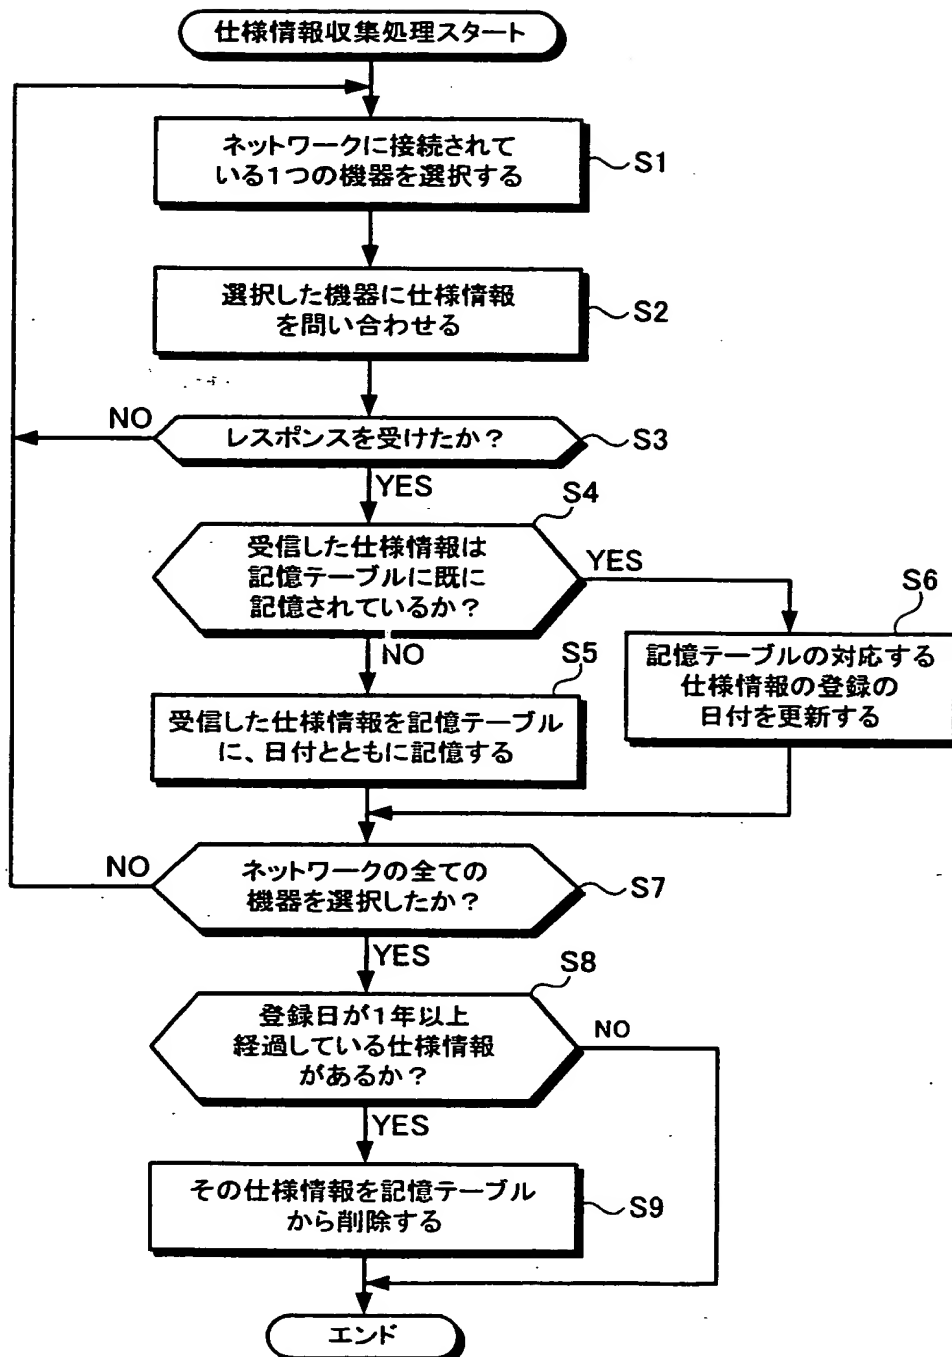 仕様情報収集処理スタート
ネットワークに接続されて
いる1つの機器を選択する
S1
選択した機器に仕様情報
を問い合わせる
S2
NO
レスポンスを受けたか？
S3
YES
S4
受信した仕様情報は
記憶テーブルに既に
記憶されているか？
YES
S6
NO
記憶テーブルの対応する
仕様情報の登録の
日付を更新する
S5
受信した仕様情報を記憶テーブル
に、日付とともに記憶する
NO
ネットワークの全ての
機器を選択したか？
S7
YES
S8
登録日が1年以上
経過している仕様情報
があるか？
NO
YES
その仕様情報を記憶テーブル
から削除する
S9
エンド